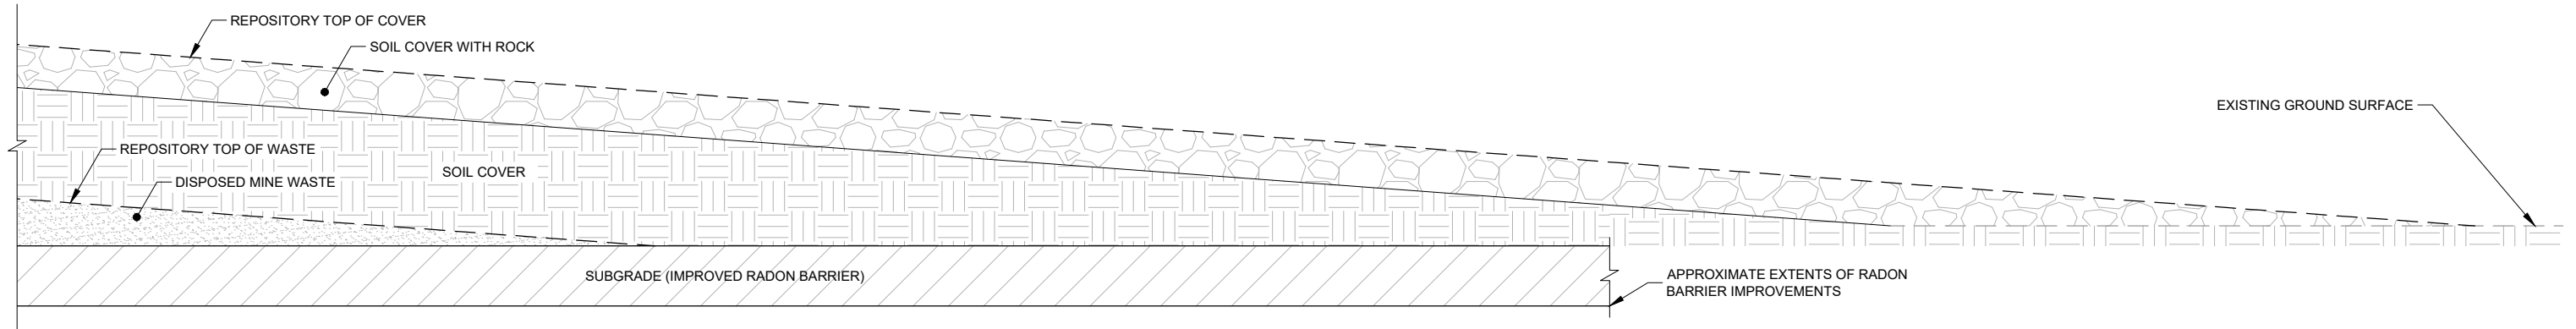 REPOSITORY TOP OF COVER
SOIL COVER WITH ROCK
EXISTING GROUND SURFACE
REPOSITORY TOP OF WASTE
SOIL COVER
DISPOSED MINE WASTE
SUBGRADE (IMPROVED RADON BARRIER)
APPROXIMATE EXTENTS OF RADON
BARRIER IMPROVEMENTS